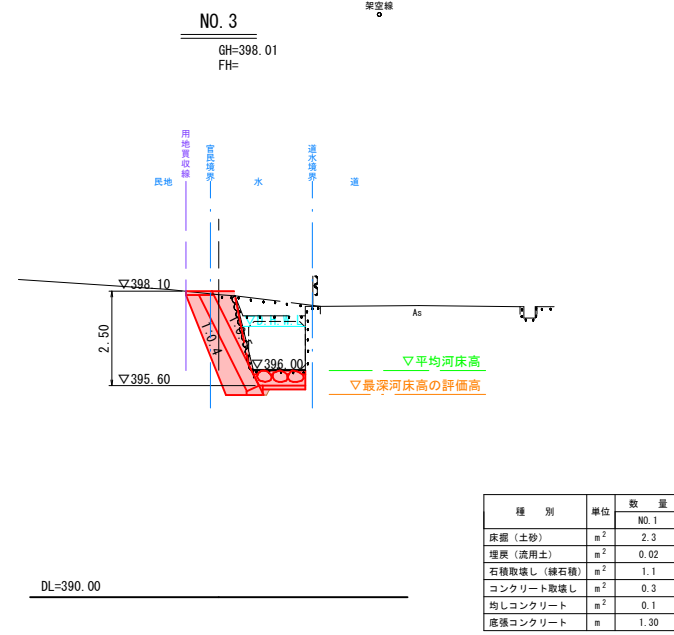 架空線
NO. 3
GH=398.01
FH=
用地買収線
官民境界
道水境界
民地
水
道
▽398.10
As
2.50
1:0.4
▽396.00
▽平均河床高
▽395.60
▽最深河床高の評価高
種 別 単位 数 量
NO. 1
床掘（土砂） m2 2.3
埋戻（流用土） m2 0.02
石積取壊し（練石積） m2 1.1
コンクリート取壊し m2 0.3
均しコンクリート m2 0.1
底張コンクリート m 1.30
DL=390.00